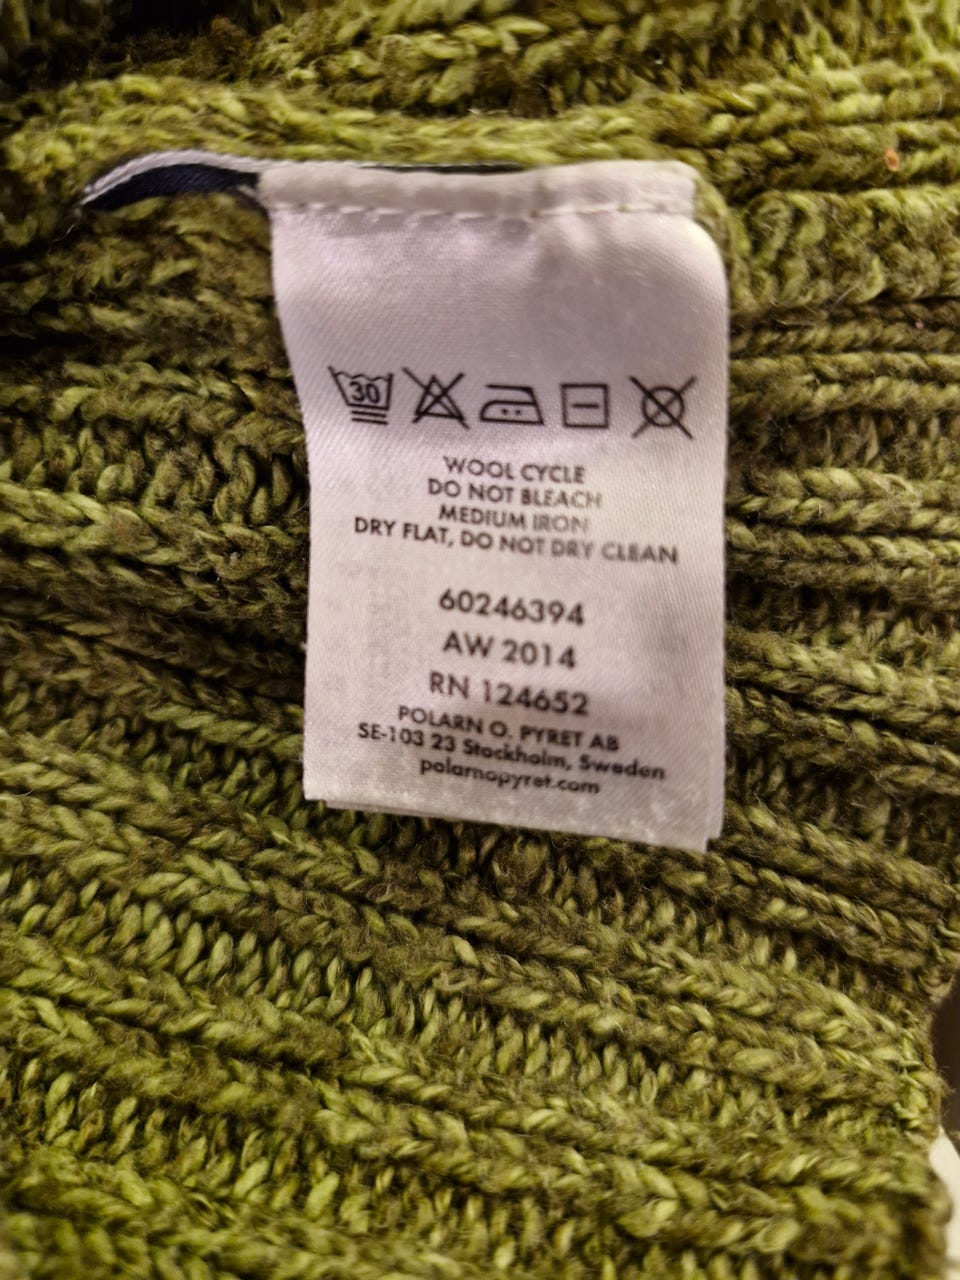 30
WOOL CYCLE
DO NOT BLEACH
MEDIUM IRON
DRY FLAT, DO NOT DRY CLEAN
60246394
AW 2014
RN 124652
POLARN O. PYRET AB
SE-103 23 Stockholm, Sweden
polarnopyret.com